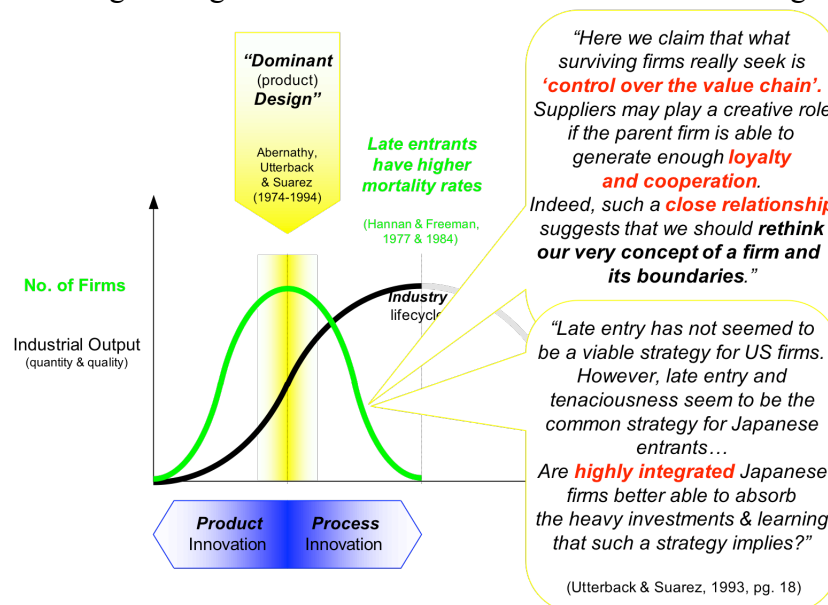 “Dominant
(product)
Design”
Abernathy,
Utterback
& Suarez
(1974-1994)
Late entrants
have higher
mortality rates
(Hannan & Freeman,
1977 & 1984)
No. of Firms
Industrial Output
(quantity & quality)
Industry
lifecycle
Product
Innovation
Process
Innovation
“Here we claim that what
surviving firms really seek is
‘control over the value chain’.
Suppliers may play a creative role
if the parent firm is able to
generate enough loyalty
and cooperation.
Indeed, such a close relationship
suggests that we should rethink
our very concept of a firm and
its boundaries.”
“Late entry has not seemed to
be a viable strategy for US firms.
However, late entry and
tenaciousness seem to be the
common strategy for Japanese
entrants…
Are highly integrated Japanese
firms better able to absorb
the heavy investments & learning
that such a strategy implies?”
(Utterback & Suarez, 1993, pg. 18)